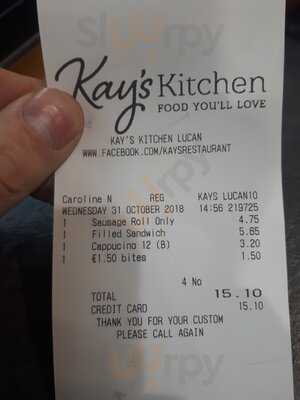 Kay's Kitchen
FOOD YOU'LL LOVE
KAY'S KITCHEN LUCAN
WWW.FACEBOOK.COM/KAYSRESTAURANT
Caroline N REG KAYS LUCAN10
WEDNESDAY 31 OCTOBER 2018 14:56 219725
1 Sausage Roll Only 4.75
1 Filled Sandwich 5.65
1 Cappucino 12 (B) 3.20
1 €1.50 bites 1.50
4 No
TOTAL 15.10
CREDIT CARD 15.10
THANK YOU FOR YOUR CUSTOM
PLEASE CALL AGAIN